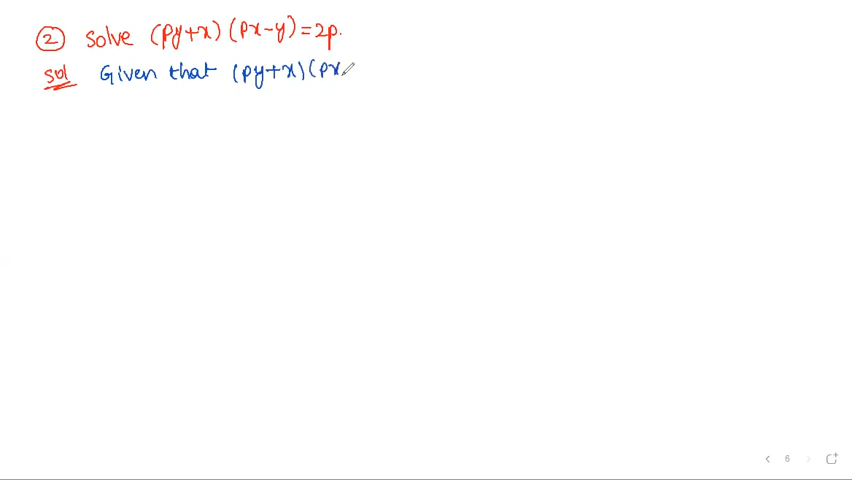 ② solve (py+x) (px-y)=2p.
sol Given that (py+x)(px
6